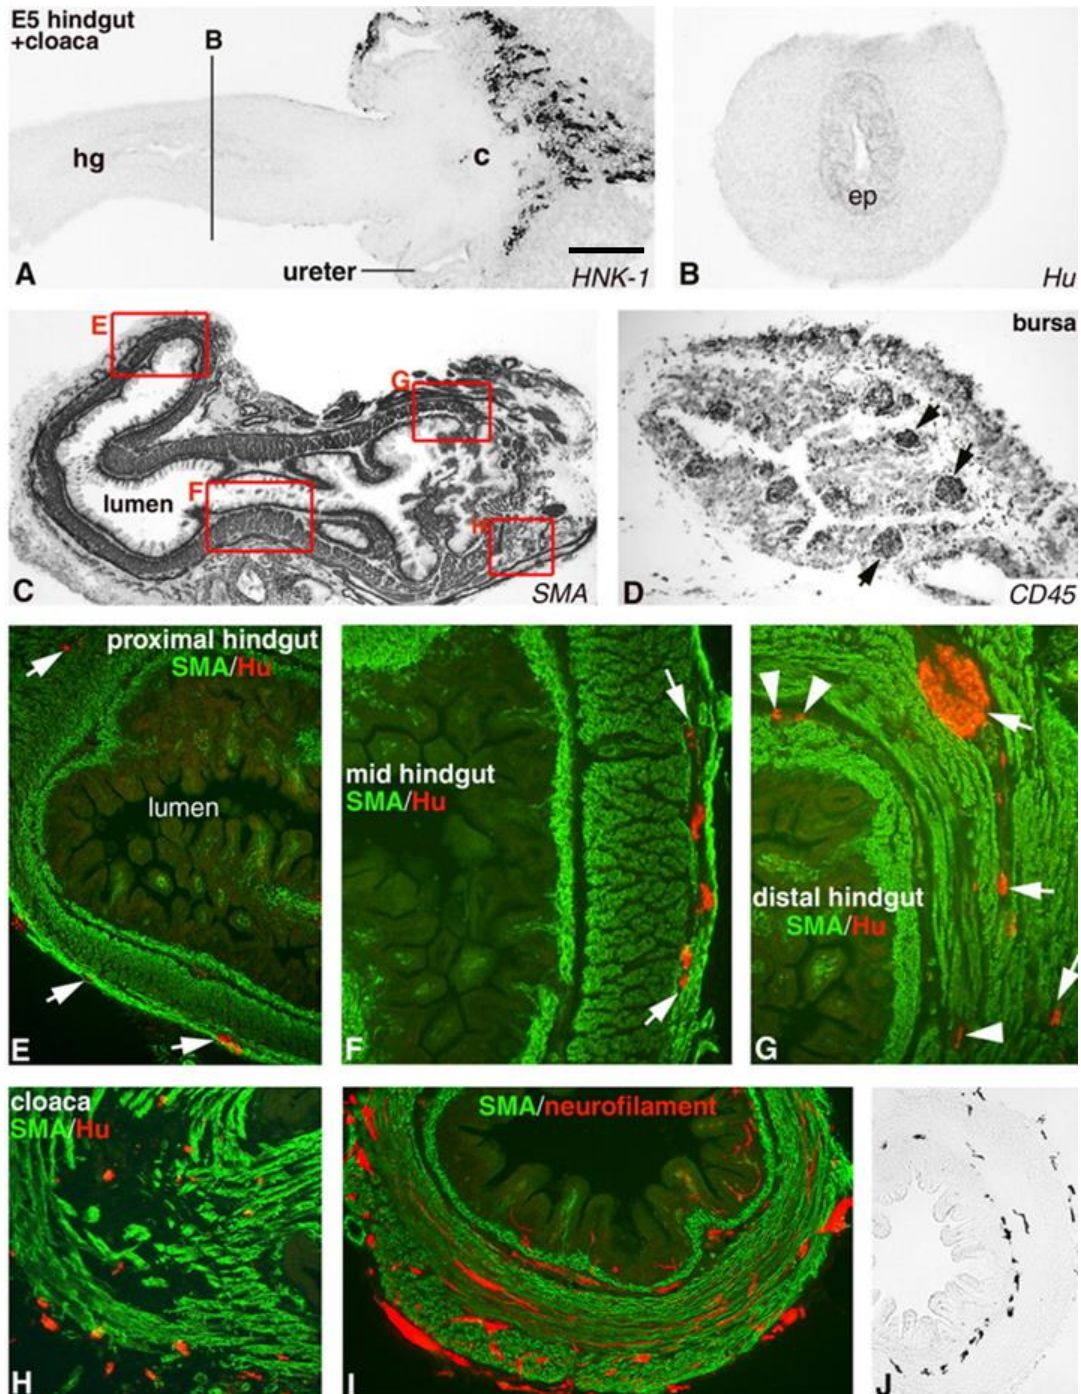 E5 hindgut
+cloaca
B
hg
c
ureter
A
HNK-1
ep
B
Hu
E
G
F
lumen
H
C
SMA
bursa
D
CD45
proximal hindgut
SMA/Hu
lumen
E
mid hindgut
SMA/Hu
F
distal hindgut
SMA/Hu
G
cloaca
SMA/Hu
H
SMA/neurofilament
I
J